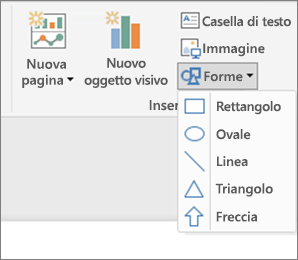 Nuova
pagina
Nuovo
oggetto visivo
Casella di testo
Immagine
Forme
Inser
Rettangolo
Ovale
Linea
Triangolo
Freccia